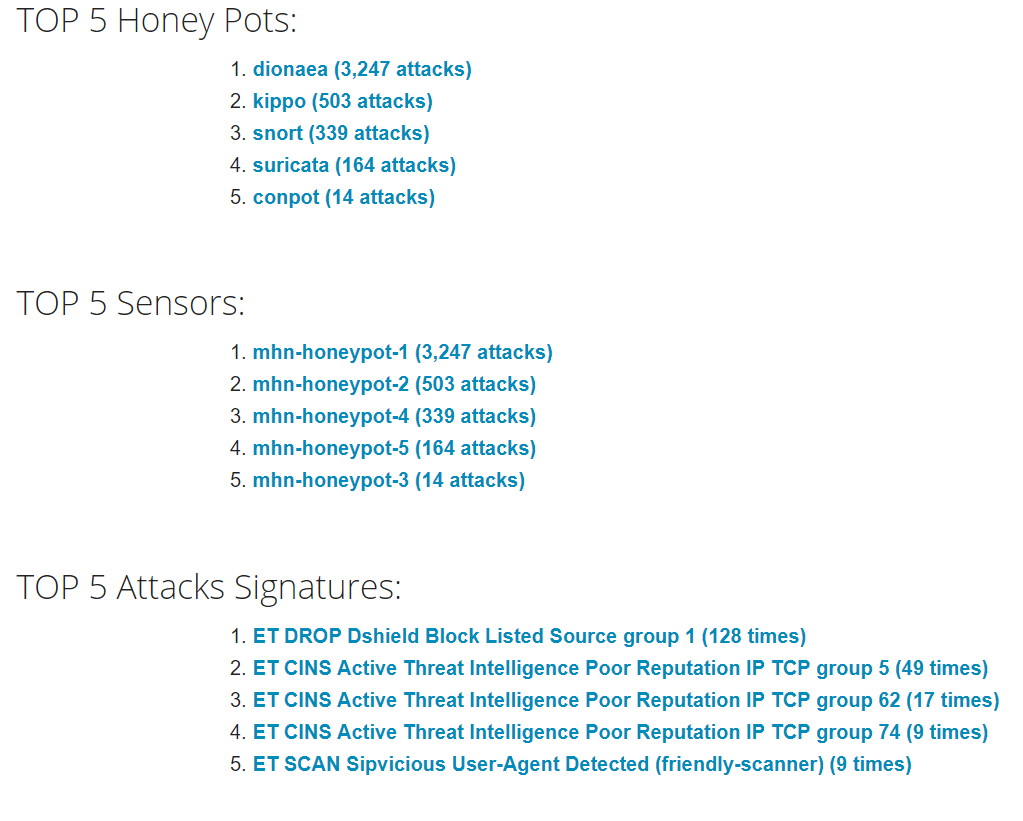 TOP 5 Honey Pots:
1. dionaea (3,247 attacks)
2. kippo (503 attacks)
3. snort (339 attacks)
4. suricata (164 attacks)
5. conpot (14 attacks)
TOP 5 Sensors:
1. mhn-honeypot-1 (3,247 attacks)
2. mhn-honeypot-2 (503 attacks)
3. mhn-honeypot-4 (339 attacks)
4. mhn-honeypot-5 (164 attacks)
5. mhn-honeypot-3 (14 attacks)
TOP 5 Attacks Signatures:
1. ET DROP Dshield Block Listed Source group 1 (128 times)
2. ET CINS Active Threat Intelligence Poor Reputation IP TCP group 5 (49 times)
3. ET CINS Active Threat Intelligence Poor Reputation IP TCP group 62 (17 times)
4. ET CINS Active Threat Intelligence Poor Reputation IP TCP group 74 (9 times)
5. ET SCAN Sipvicious User-Agent Detected (friendly-scanner) (9 times)